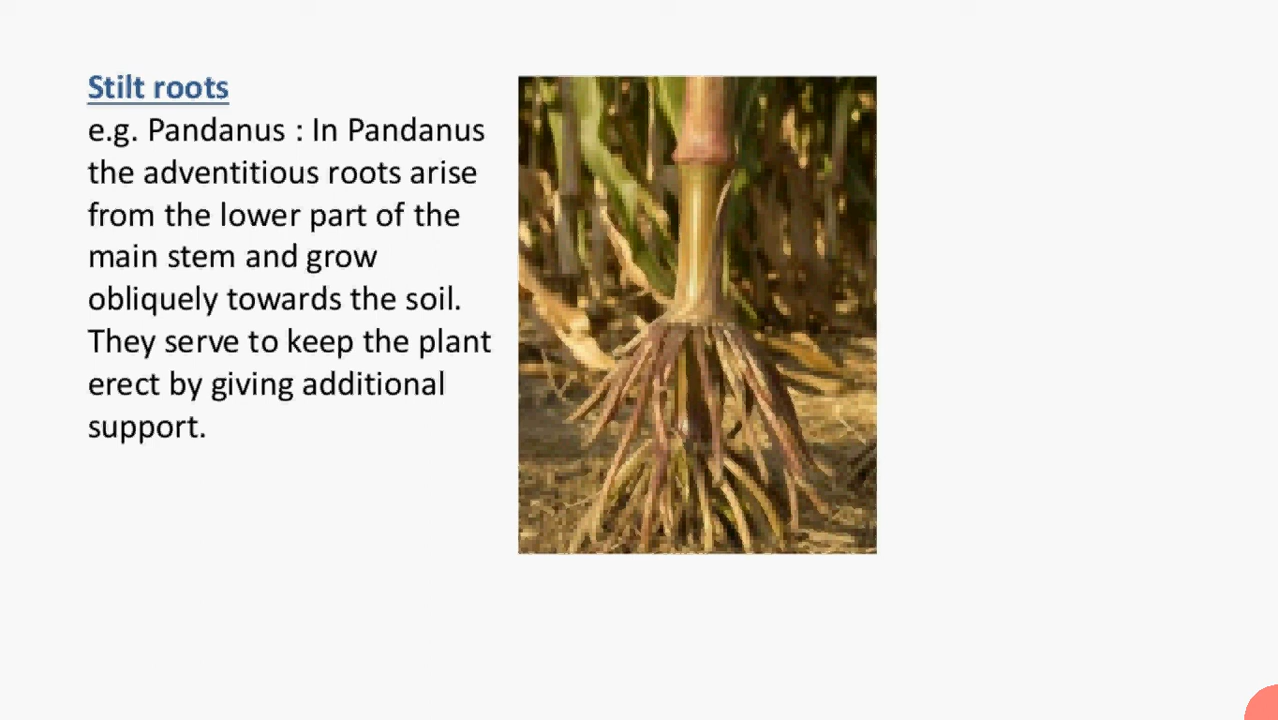 Stilt roots
e.g. Pandanus : In Pandanus
the adventitious roots arise
from the lower part of the
main stem and grow
obliquely towards the soil.
They serve to keep the plant
erect by giving additional
support.